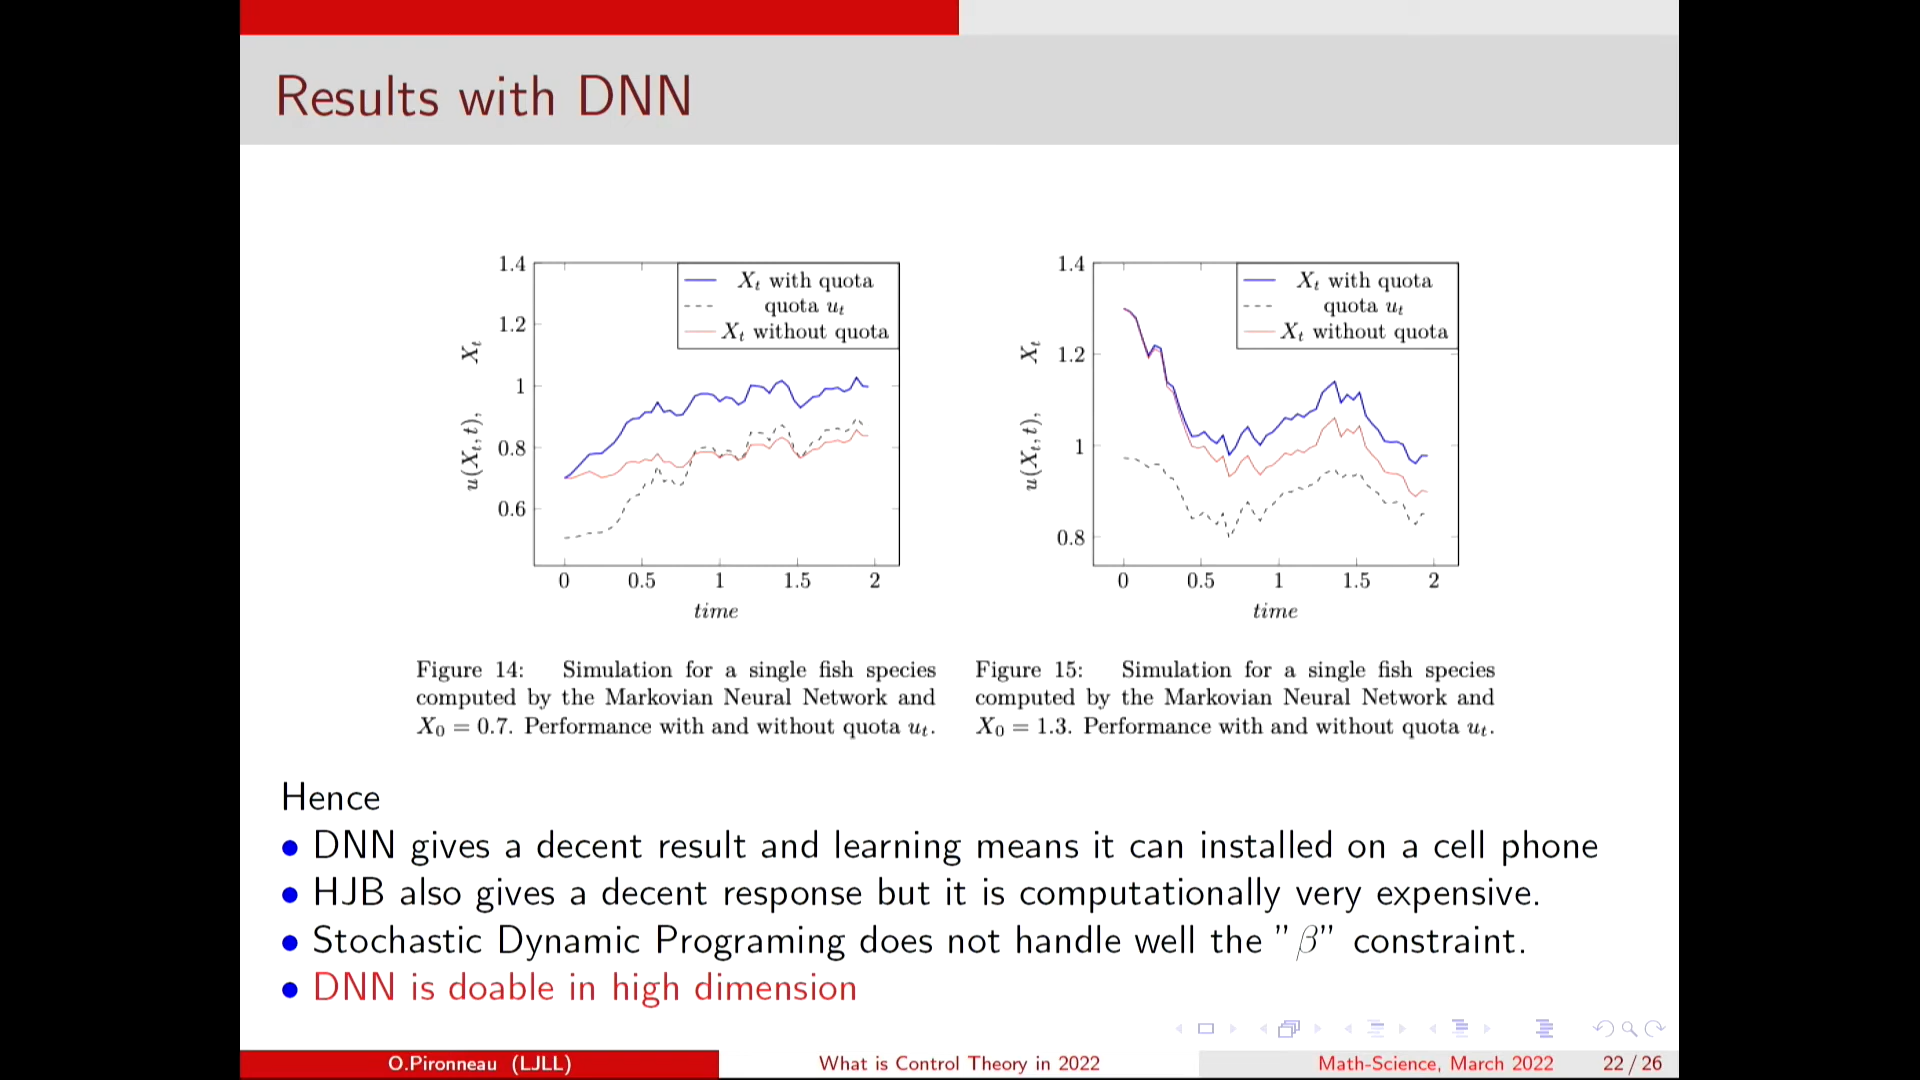 Results with DNN
1.4
1.2
1
0.8
0.6
u(X_t, t), X_t
X_t with quota
quota u_t
X_t without quota
0 0.5 1 1.5 2
time
1.4
1.2
1
0.8
u(X_t, t), X_t
X_t with quota
quota u_t
X_t without quota
0 0.5 1 1.5 2
time
Figure 14: Simulation for a single fish species
computed by the Markovian Neural Network and
X_0 = 0.7. Performance with and without quota u_t.
Figure 15: Simulation for a single fish species
computed by the Markovian Neural Network and
X_0 = 1.3. Performance with and without quota u_t.
Hence
• DNN gives a decent result and learning means it can installed on a cell phone
• HJB also gives a decent response but it is computationally very expensive.
• Stochastic Dynamic Programing does not handle well the ”β” constraint.
• DNN is doable in high dimension
O.Pironneau (LJLL) What is Control Theory in 2022 Math-Science, March 2022 22 / 26